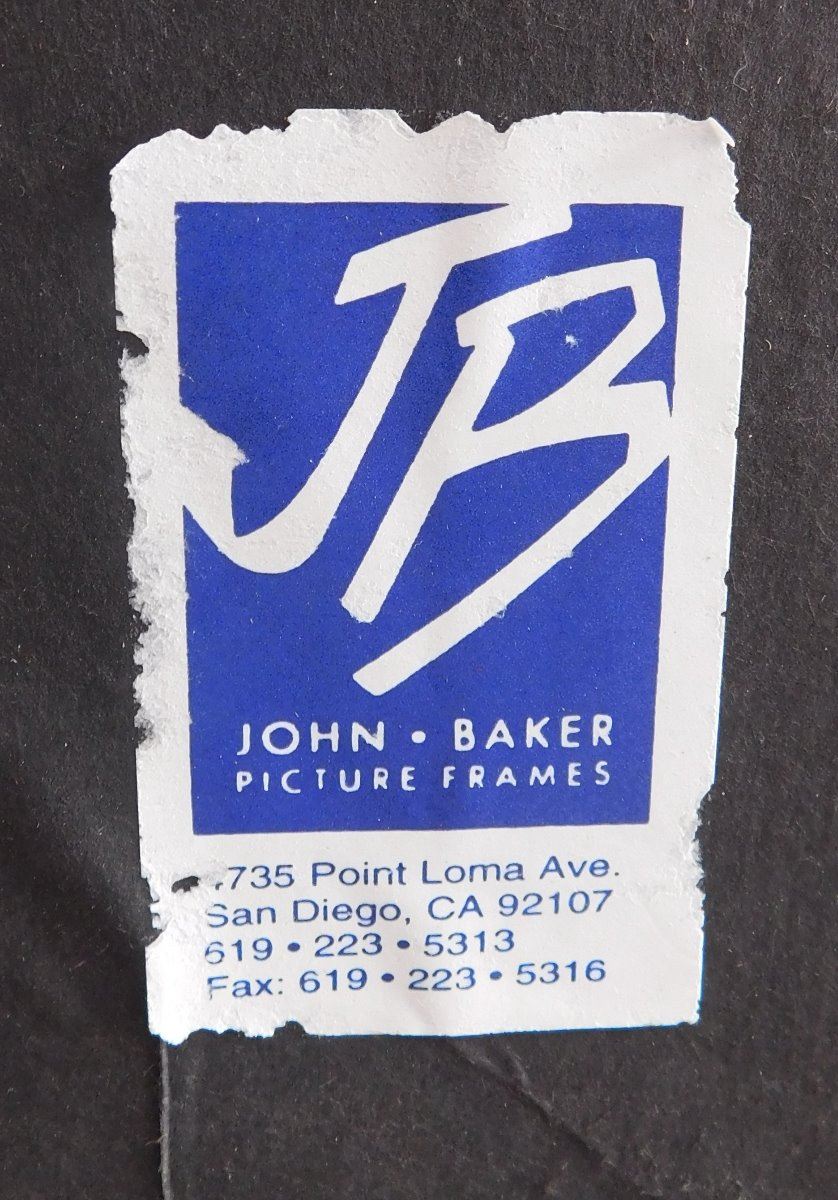 JB
JOHN • BAKER
PICTURE FRAMES
735 Point Loma Ave.
San Diego, CA 92107
619 • 223 • 5313
Fax: 619 • 223 • 5316